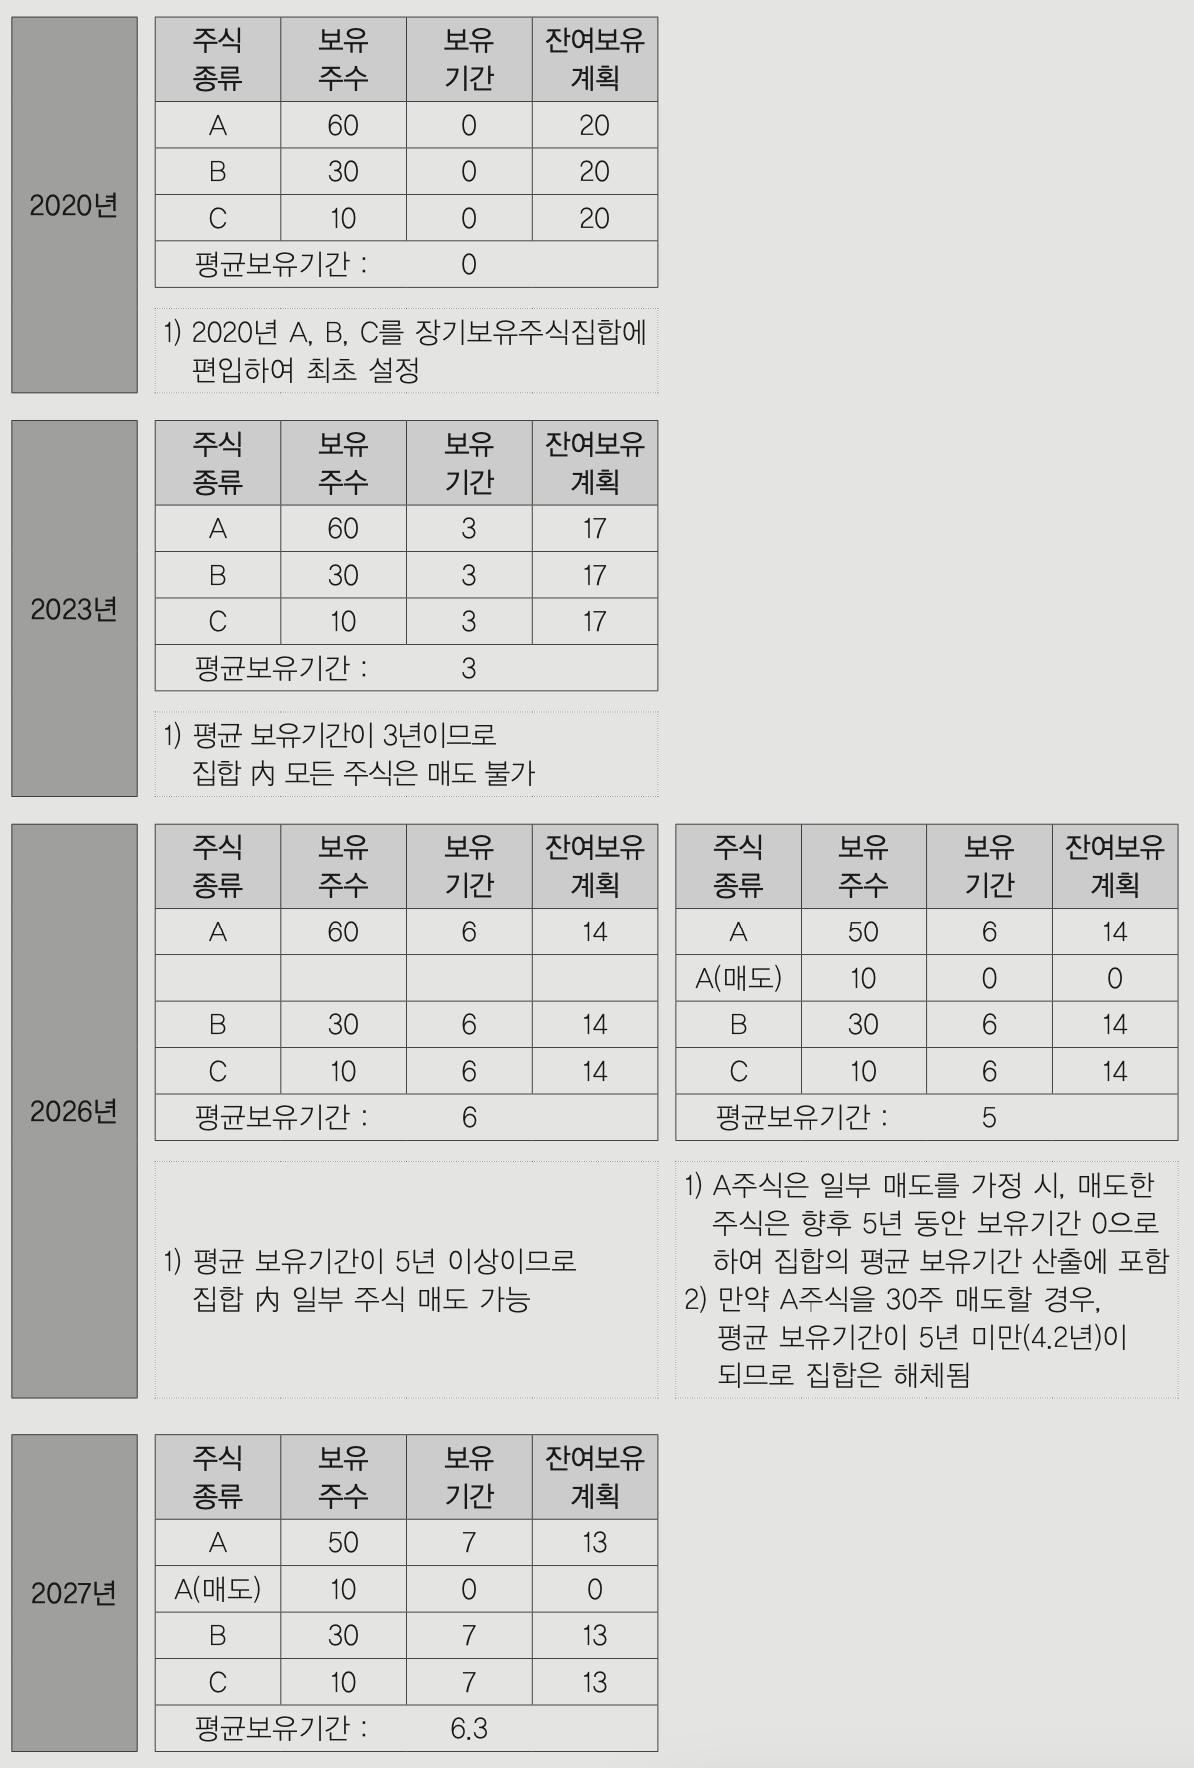 2020년
주식 종류 보유 주수 보유 기간 잔여보유 계획
A 60 0 20
B 30 0 20
C 10 0 20
평균보유기간 : 0
1) 2020년 A, B, C를 장기보유주식집합에
편입하여 최초 설정
2023년
주식 종류 보유 주수 보유 기간 잔여보유 계획
A 60 3 17
B 30 3 17
C 10 3 17
평균보유기간 : 3
1) 평균 보유기간이 3년이므로
집합 內 모든 주식은 매도 불가
2026년
주식 종류 보유 주수 보유 기간 잔여보유 계획
A 60 6 14
B 30 6 14
C 10 6 14
평균보유기간 : 6
1) 평균 보유기간이 5년 이상이므로
집합 內 일부 주식 매도 가능
주식 종류 보유 주수 보유 기간 잔여보유 계획
A 50 6 14
A(매도) 10 0 0
B 30 6 14
C 10 6 14
평균보유기간 : 5
1) A주식은 일부 매도를 가정 시, 매도한
주식은 향후 5년 동안 보유기간 0으로
하여 집합의 평균 보유기간 산출에 포함
2) 만약 A주식을 30주 매도할 경우,
평균 보유기간이 5년 미만(4.2년)이
되므로 집합은 해체됨
2027년
주식 종류 보유 주수 보유 기간 잔여보유 계획
A 50 7 13
A(매도) 10 0 0
B 30 7 13
C 10 7 13
평균보유기간 : 6.3